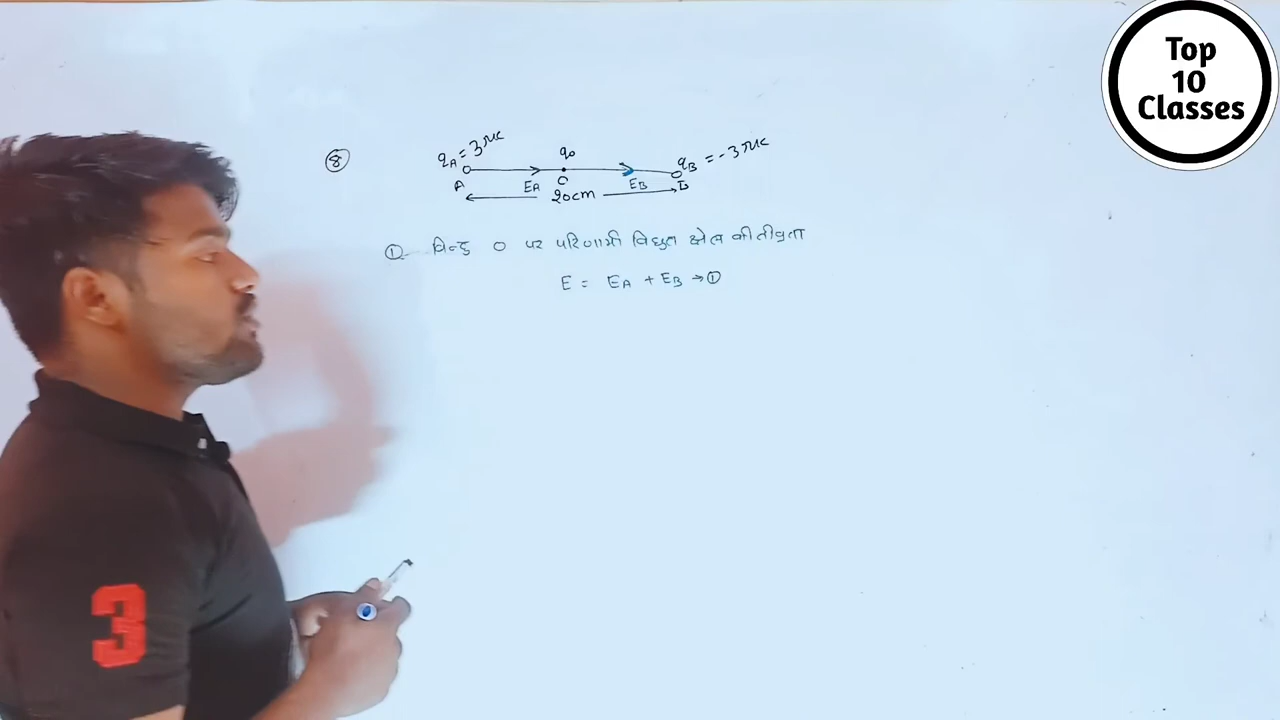 Top
10
Classes
8
qA = 3μC q₀ qB = -3μC
A EA O EB B
20cm
① बिन्दु O पर परिणामी विद्युत क्षेत्र की तीव्रता
E = EA + EB → ①
3